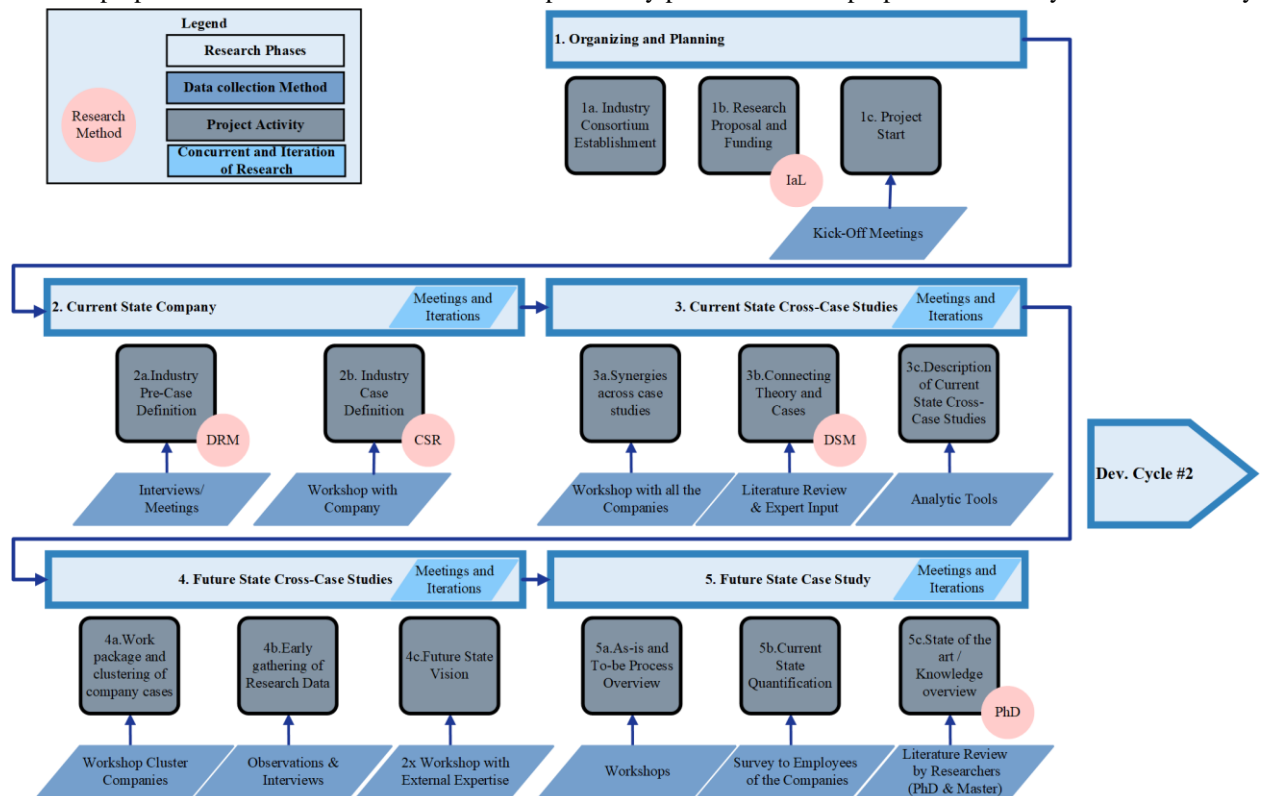 Legend
Research Phases
Data collection Method
Project Activity
Concurrent and Iteration
of Research
Research
Method
1. Organizing and Planning
1a. Industry
Consortium
Establishment
1b. Research
Proposal and
Funding
IaL
1c. Project
Start
Kick-Off Meetings
2. Current State Company
Meetings and
Iterations
2a.Industry
Pre-Case
Definition
DRM
Interviews/
Meetings
2b. Industry
Case
Definition
CSR
Workshop with
Company
3. Current State Cross-Case Studies
Meetings and
Iterations
3a.Synergies
across case
studies
Workshop with all the
Companies
3b.Connecting
Theory and
Cases
DSM
Literature Review
& Expert Input
3c.Description
of Current
State Cross-
Case Studies
Analytic Tools
Dev. Cycle #2
4. Future State Cross-Case Studies
Meetings and
Iterations
4a.Work
package and
clustering of
company cases
Workshop Cluster
Companies
4b.Early
gathering of
Research Data
Observations &
Interviews
4c.Future State
Vision
2x Workshop with
External Expertise
5. Future State Case Study
Meetings and
Iterations
5a.As-is and
To-be Process
Overview
Workshops
5b.Current
State
Quantification
Survey to Employees
of the Companies
5c.State of the
art /
Knowledge
overview
PhD
Literature Review
by Researchers
(PhD & Master)